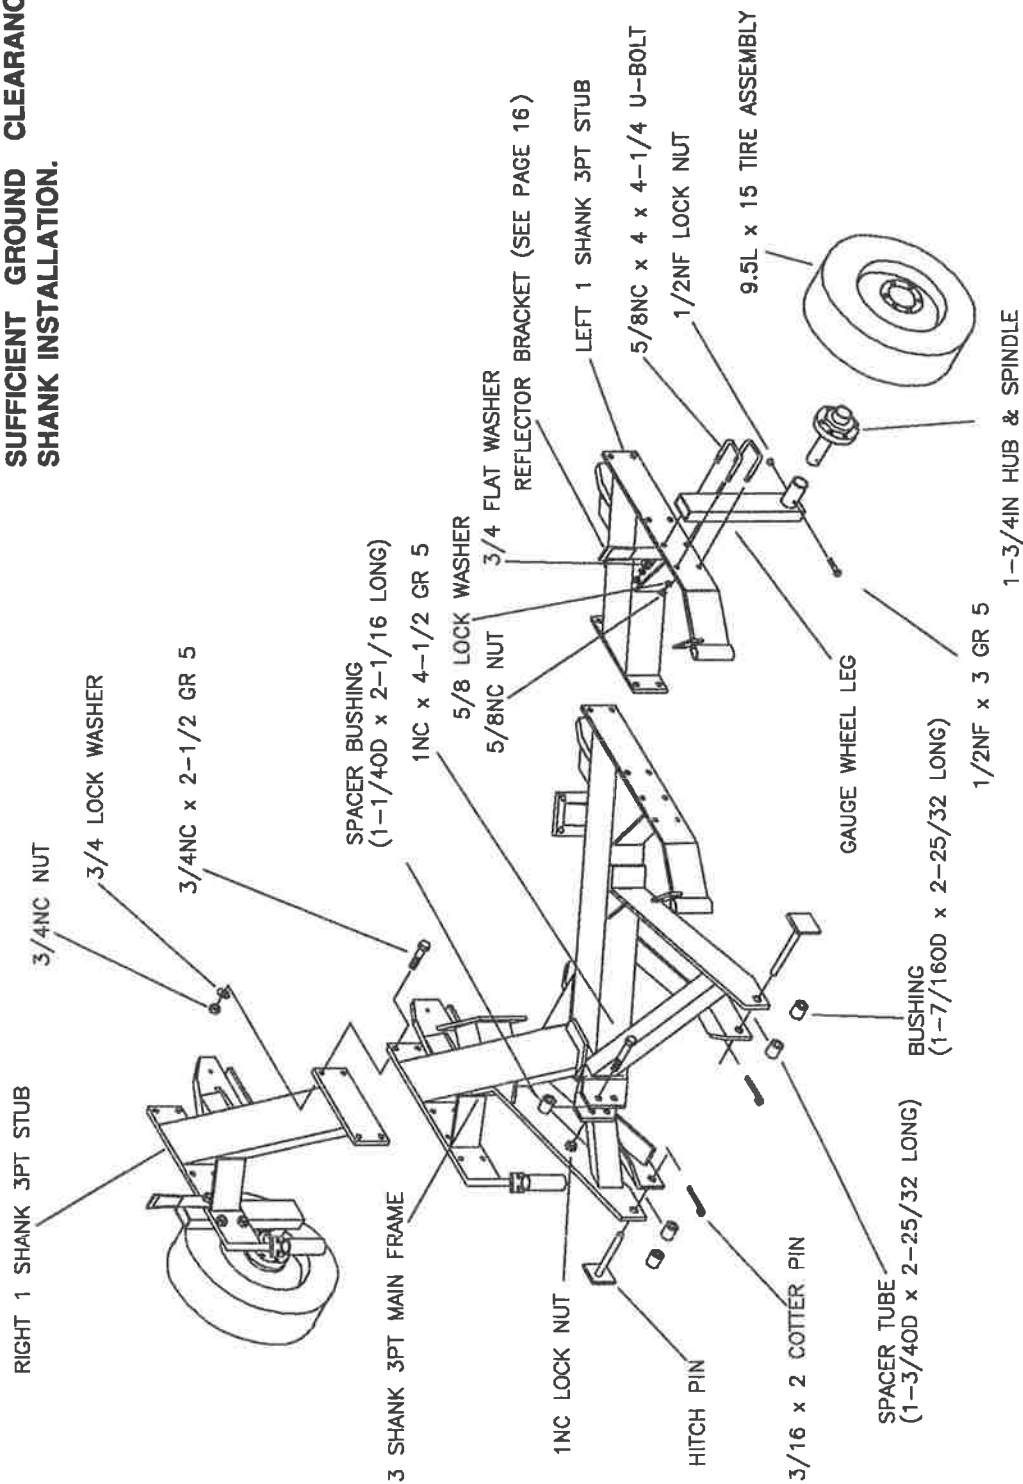 SUFFICIENT GROUND CLEARANC
SHANK INSTALLATION.
RIGHT 1 SHANK 3PT STUB
3/4NC NUT
3/4 LOCK WASHER
3/4NC x 2-1/2 GR 5
SPACER BUSHING
(1-1/4OD x 2-1/16 LONG)
1NC x 4-1/2 GR 5
5/8 LOCK WASHER
5/8NC NUT
3/4 FLAT WASHER
REFLECTOR BRACKET (SEE PAGE 16)
LEFT 1 SHANK 3PT STUB
5/8NC x 4 x 4-1/4 U-BOLT
1/2NF LOCK NUT
9.5L x 15 TIRE ASSEMBLY
3 SHANK 3PT MAIN FRAME
1NC LOCK NUT
HITCH PIN
3/16 x 2 COTTER PIN
SPACER TUBE
(1-3/4OD x 2-25/32 LONG)
BUSHING
(1-7/16OD x 2-25/32 LONG)
GAUGE WHEEL LEG
1/2NF x 3 GR 5
1-3/4IN HUB & SPINDLE